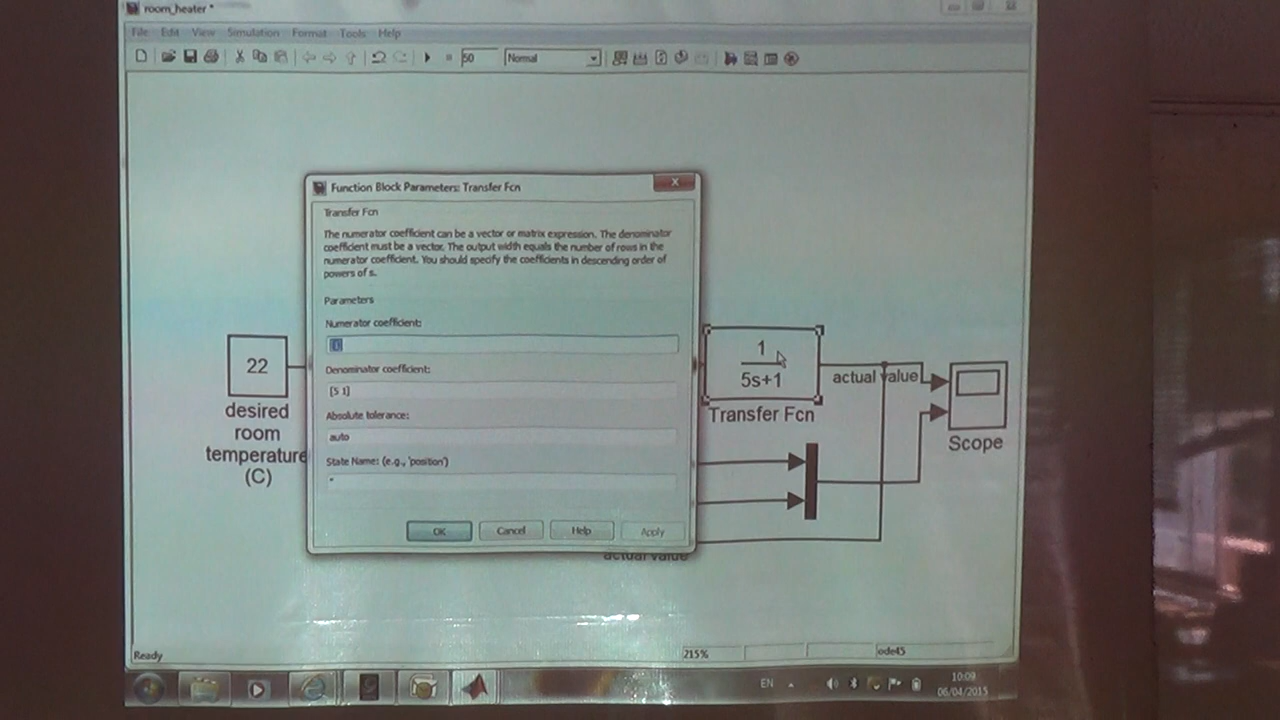 room_heater *
File Edit View Simulation Format Tools Help
50 Normal
Function Block Parameters: Transfer Fcn
Transfer Fcn
The numerator coefficient can be a vector or matrix expression. The denominator
coefficient must be a vector. The output width equals the number of rows in the
numerator coefficient. You should specify the coefficients in descending order of
powers of s.
Parameters
Numerator coefficient:
[1]
Denominator coefficient:
[5 1]
Absolute tolerance:
auto
State Name: (e.g., 'position')
''
OK Cancel Help Apply
22
desired
room
temperature
(C)
1
5s+1
Transfer Fcn
actual value
Scope
actual value
Ready 215% ode45
EN 10:09
06/04/2015